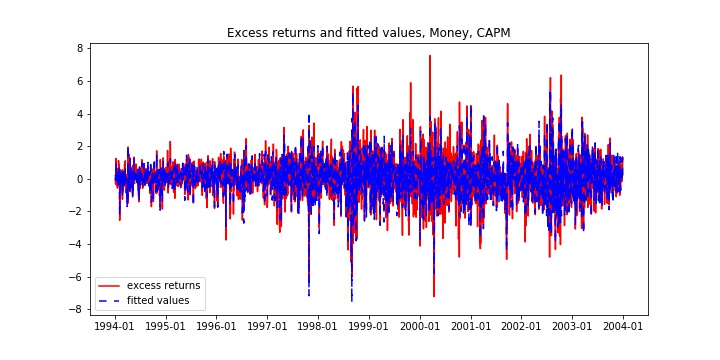 Excess returns and fitted values, Money, CAPM
8
6
4
2
0
−2
−4
−6
−8
excess returns
fitted values
1994-01 1995-01 1996-01 1997-01 1998-01 1999-01 2000-01 2001-01 2002-01 2003-01 2004-01